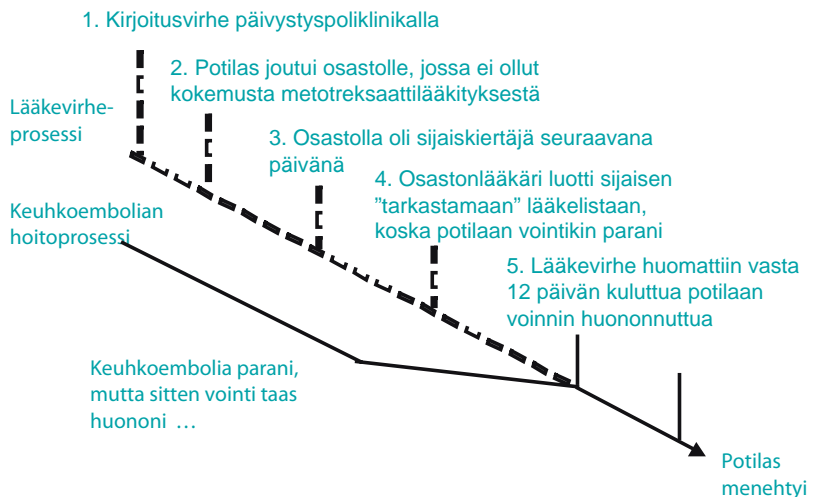 1. Kirjoitusvirhe päivystyspoliklinikalla
2. Potilas joutui osastolle, jossa ei ollut
kokemusta metotreksaattilääkityksestä
Lääkevirhe-
prosessi
3. Osastolla oli sijaiskiertäjä seuraavana
päivänä
4. Osastonlääkäri luotti sijaisen
”tarkastamaan” lääkelistaan,
koska potilaan vointikin parani
Keuhkoembolian
hoitoprosessi
5. Lääkevirhe huomattiin vasta
12 päivän kuluttua potilaan
voinnin huononnuttua
Keuhkoembolia parani,
mutta sitten vointi taas
huononi …
Potilas
menehtyi